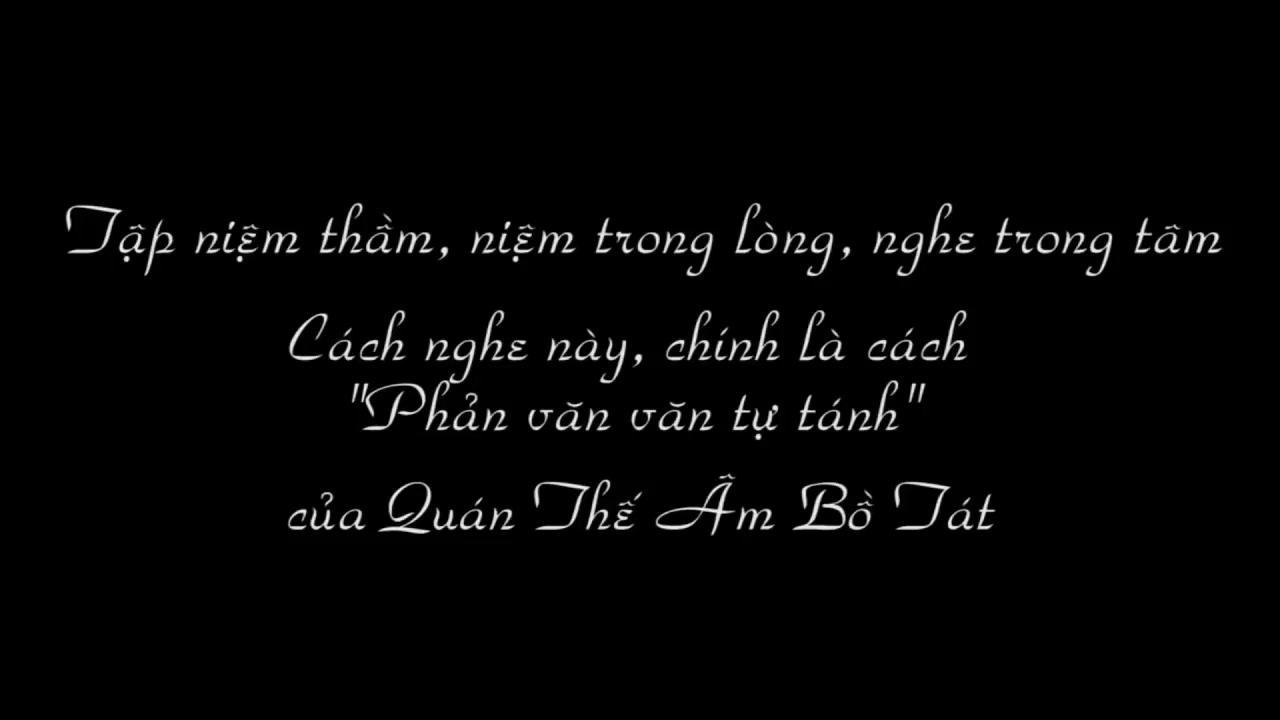 Tập niệm thầm, niệm trong lòng, nghe trong tâm
Cách nghe này, chính là cách
"Phản văn văn tự tánh"
của Quán Thế Âm Bồ Tát